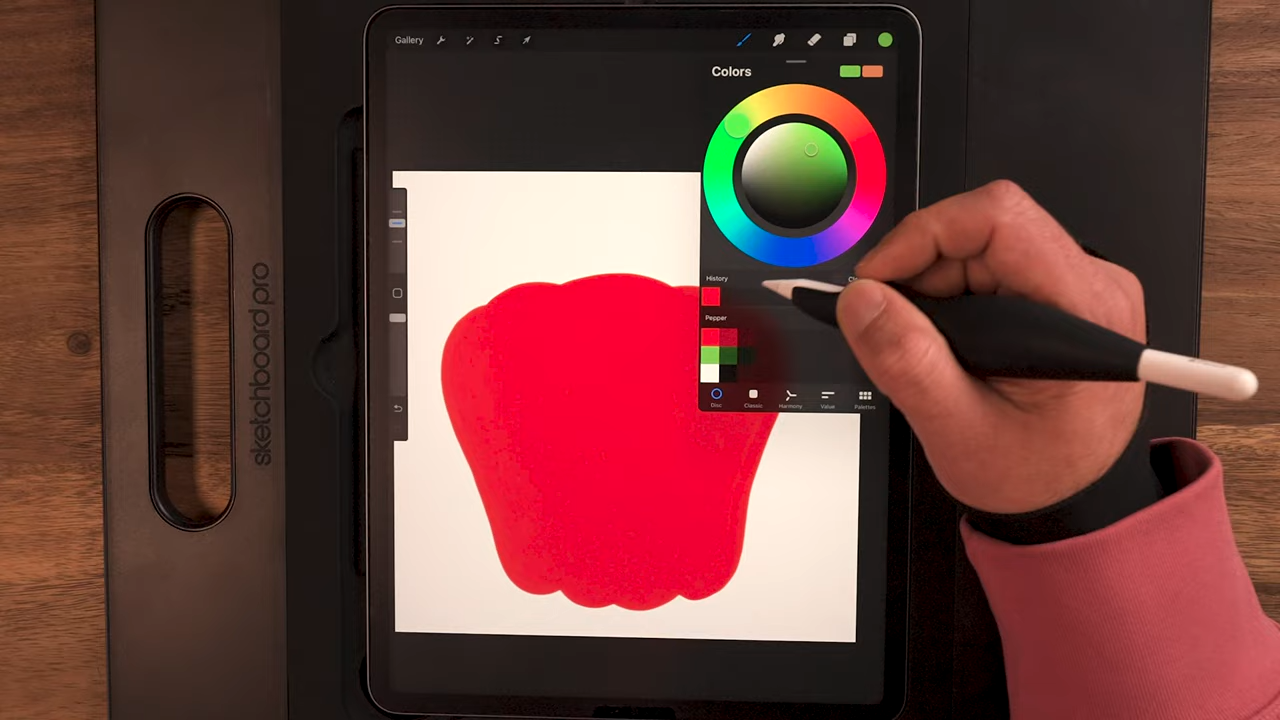 Gallery
Colors
History
Pepper
Disc
Classic
Harmony
Value
Palettes
sketchboard pro